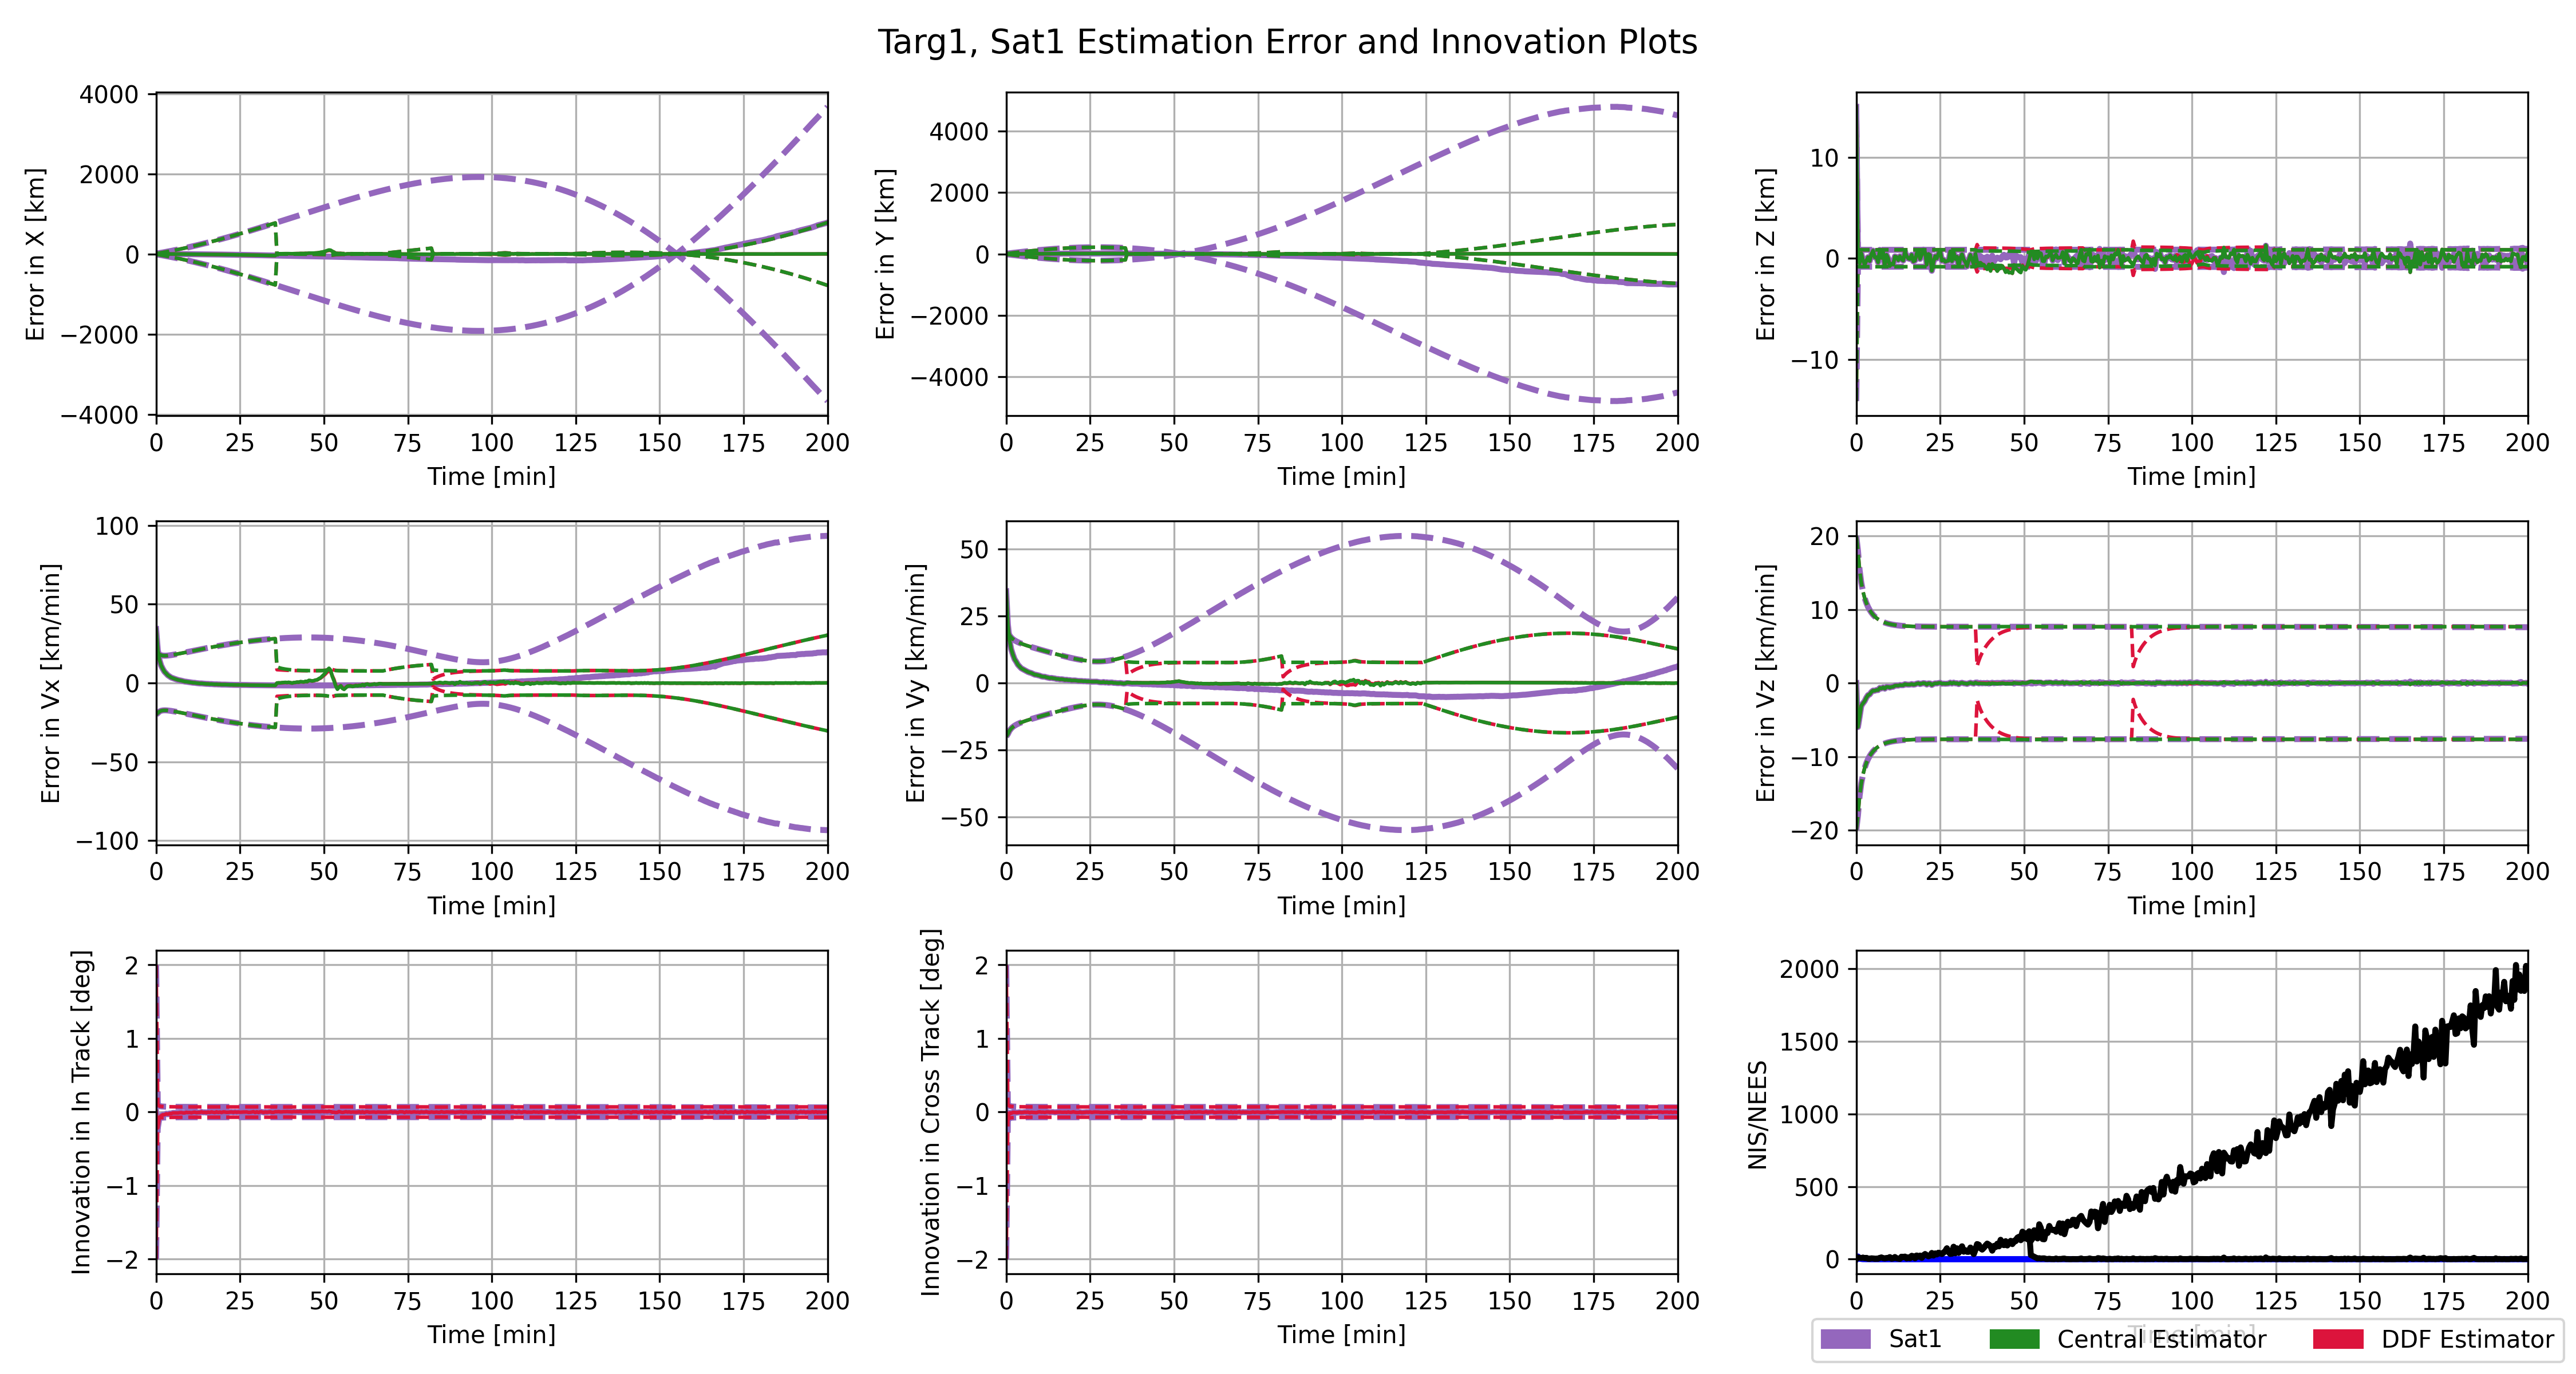 Targ1, Sat1 Estimation Error and Innovation Plots
4000
2000
0
−2000
−4000
Error in X [km]
0 25 50 75 100 125 150 175 200
Time [min]
4000
2000
0
−2000
−4000
Error in Y [km]
0 25 50 75 100 125 150 175 200
Time [min]
10
0
−10
Error in Z [km]
0 25 50 75 100 125 150 175 200
Time [min]
100
50
0
−50
−100
Error in Vx [km/min]
0 25 50 75 100 125 150 175 200
Time [min]
50
25
0
−25
−50
Error in Vy [km/min]
0 25 50 75 100 125 150 175 200
Time [min]
20
10
0
−10
−20
Error in Vz [km/min]
0 25 50 75 100 125 150 175 200
Time [min]
2
1
0
−1
−2
Innovation in In Track [deg]
0 25 50 75 100 125 150 175 200
Time [min]
2
1
0
−1
−2
Innovation in Cross Track [deg]
0 25 50 75 100 125 150 175 200
Time [min]
2000
1500
1000
500
0
NIS/NEES
0 25 50 75 100 125 150 175 200
Time [min]
Sat1 Central Estimator DDF Estimator